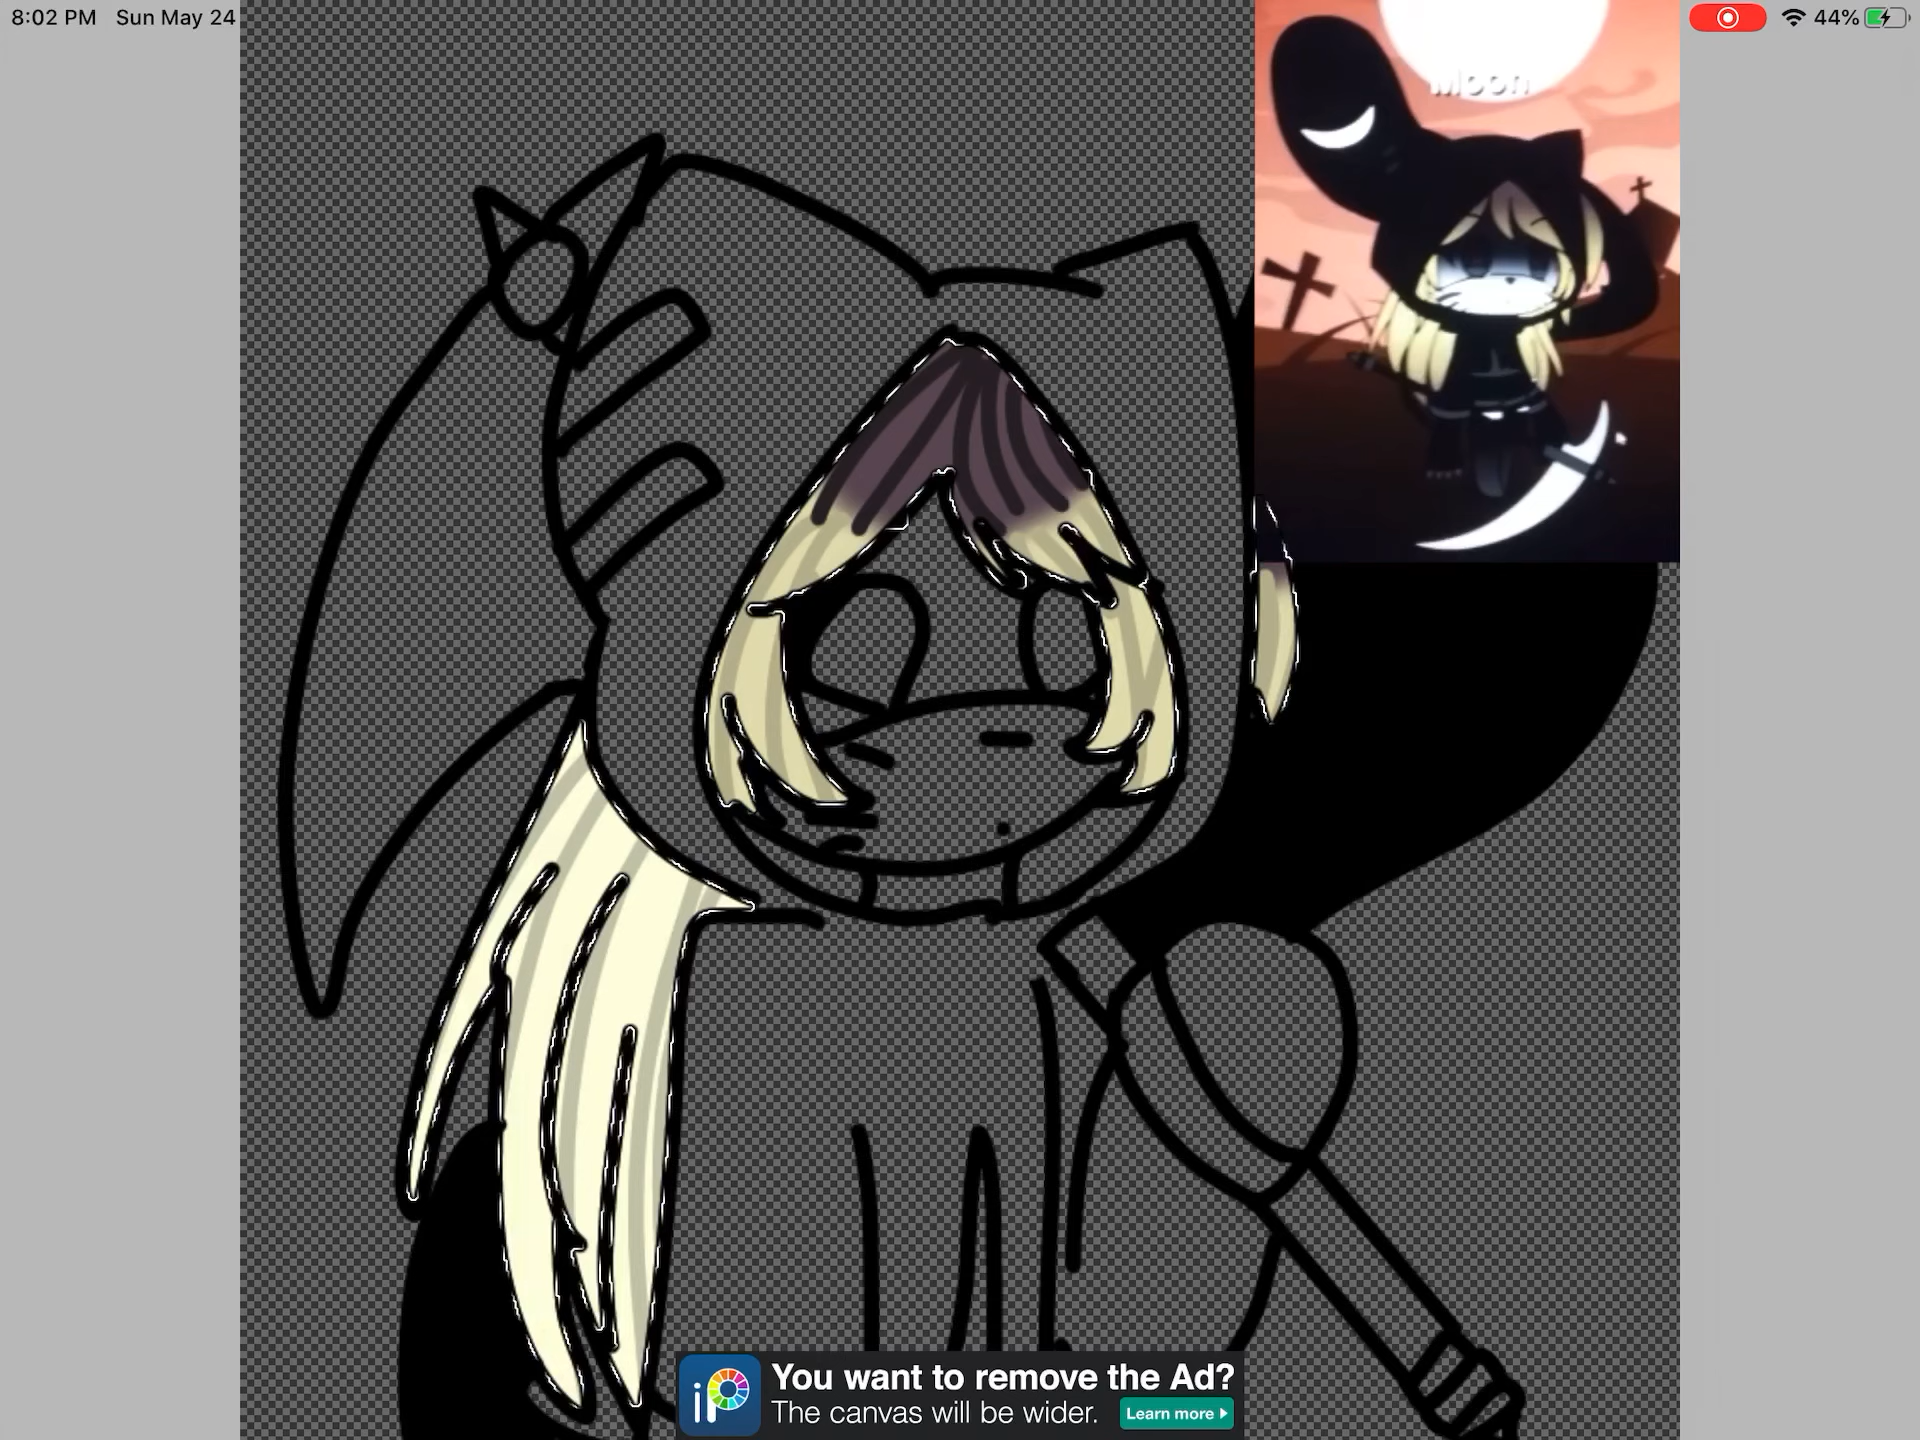 8:02 PM Sun May 24
44%
Moon
You want to remove the Ad?
The canvas will be wider.
Learn more
iP